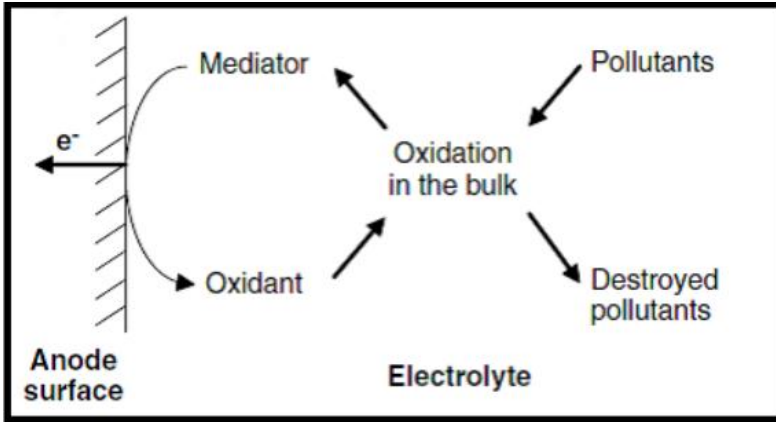 Mediator
Pollutants
e-
Oxidation
in the bulk
Oxidant
Destroyed
pollutants
Anode
surface
Electrolyte